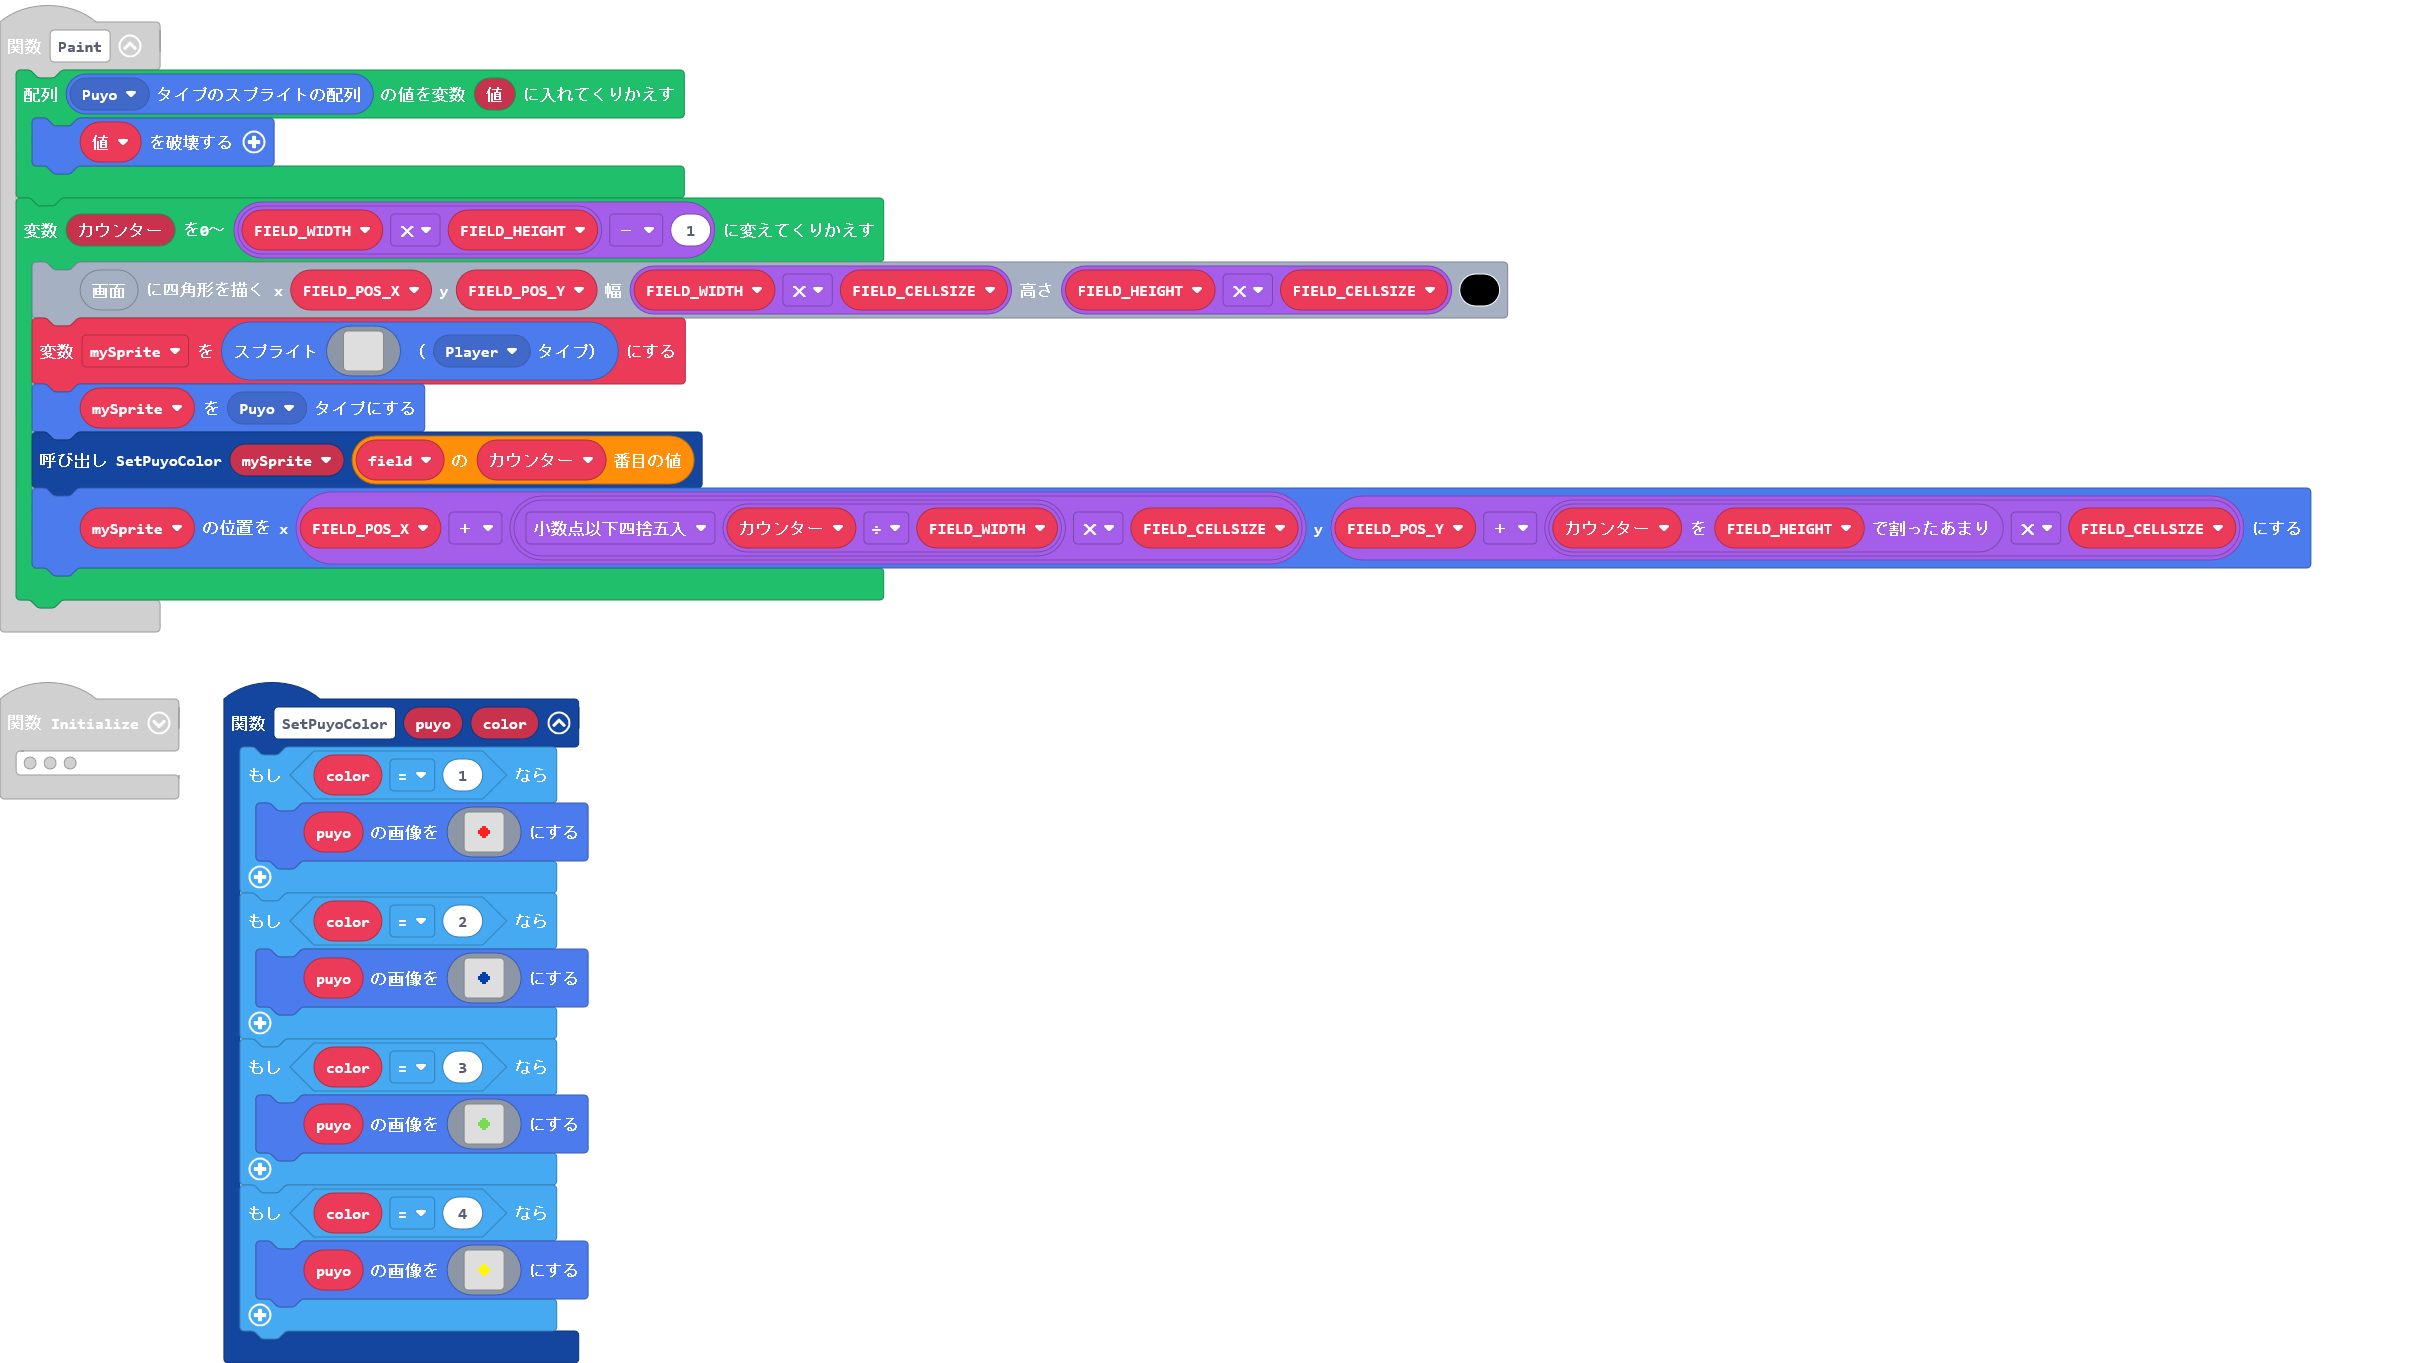 関数 Paint
配列 Puyo タイプのスプライトの配列 の値を変数 値 に入れてくりかえす
値 を破壊する
変数 カウンター を0～ FIELD_WIDTH × FIELD_HEIGHT - 1 に変えてくりかえす
画面 に四角形を描く x FIELD_POS_X y FIELD_POS_Y 幅 FIELD_WIDTH × FIELD_CELLSIZE 高さ FIELD_HEIGHT × FIELD_CELLSIZE
変数 mySprite を スプライト ( Player タイプ) にする
mySprite を Puyo タイプにする
呼び出し SetPuyoColor mySprite field の カウンター 番目の値
mySprite の位置を x FIELD_POS_X + 小数点以下四捨五入 カウンター ÷ FIELD_WIDTH × FIELD_CELLSIZE y FIELD_POS_Y + カウンター を FIELD_HEIGHT で割ったあまり × FIELD_CELLSIZE にする
関数 Initialize
関数 SetPuyoColor puyo color
もし color = 1 なら
puyo の画像を にする
もし color = 2 なら
puyo の画像を にする
もし color = 3 なら
puyo の画像を にする
もし color = 4 なら
puyo の画像を にする